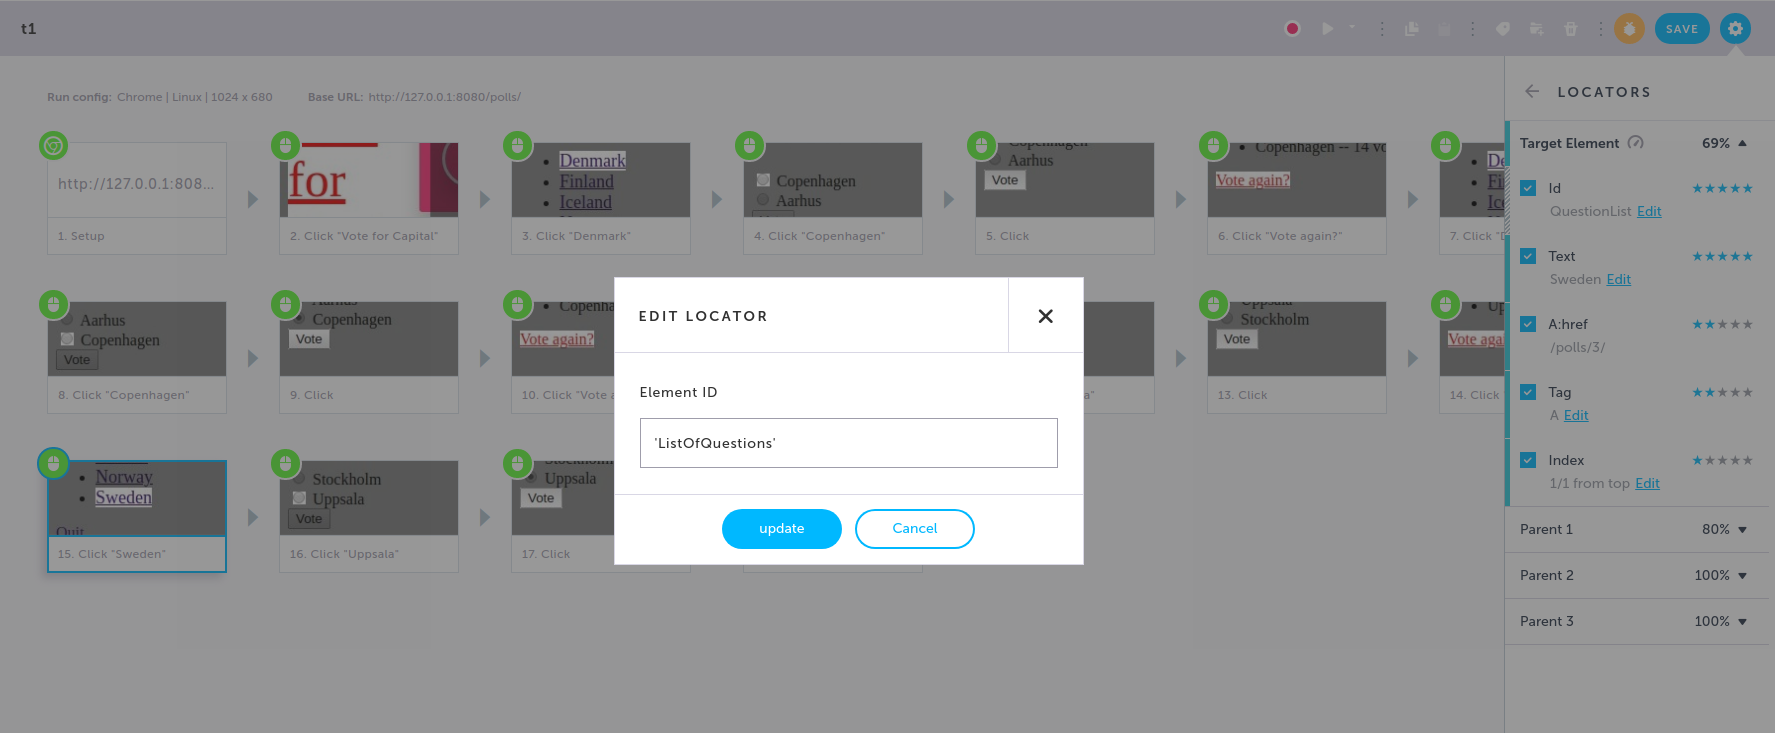 t1
SAVE
Run config: Chrome | Linux | 1024 x 680
Base URL: http://127.0.0.1:8080/polls/
http://127.0.0.1:808...
1. Setup
for
2. Click "Vote for Capital"
Denmark
Finland
Iceland
3. Click "Denmark"
Copenhagen
Aarhus
4. Click "Copenhagen"
Copenhagen
Aarhus
Vote
5. Click
Copenhagen -- 14 vo
Vote again?
6. Click "Vote again?"
De
Fi
Ice
7. Click "D
Aarhus
Copenhagen
Vote
8. Click "Copenhagen"
Aarhus
Copenhagen
Vote
9. Click
Copenha
Vote again?
10. Click "Vote a
a"
Uppsala
Stockholm
Vote
13. Click
Up
Vote aga
14. Click
Norway
Sweden
Quit
15. Click "Sweden"
Stockholm
Uppsala
Vote
16. Click "Uppsala"
Stockholm
Uppsala
Vote
17. Click
EDIT LOCATOR
Element ID
'ListOfQuestions'
update
Cancel
LOCATORS
Target Element 69%
Id
QuestionList Edit
Text
Sweden Edit
A:href
/polls/3/
Tag
A Edit
Index
1/1 from top Edit
Parent 1 80%
Parent 2 100%
Parent 3 100%